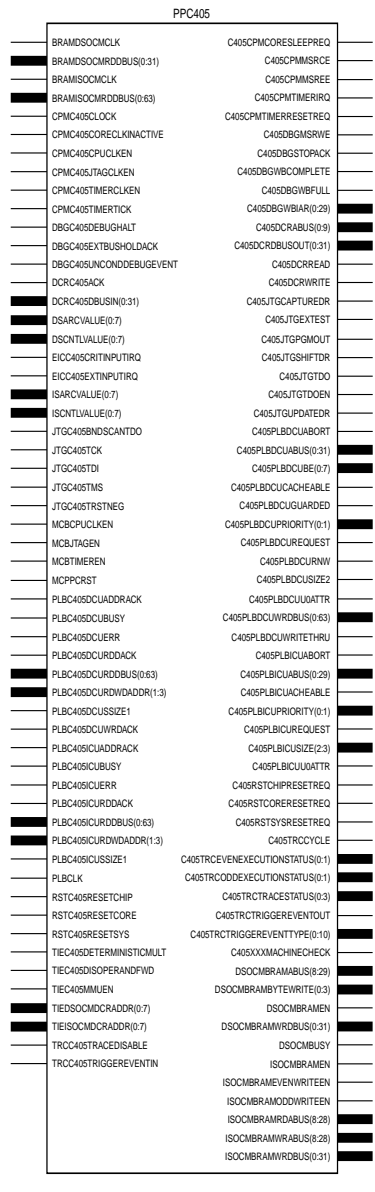 PPC405
BRAMDSOCMCLK
BRAMDSOCMRDDBUS(0:31)
BRAMISOCMCLK
BRAMISOCMRDDBUS(0:63)
CPMC405CLOCK
CPMC405CORECLKINACTIVE
CPMC405CPUCLKEN
CPMC405JTAGCLKEN
CPMC405TIMERCLKEN
CPMC405TIMERTICK
DBGC405DEBUGHALT
DBGC405EXTBUSHOLDACK
DBGC405UNCONDDEBUGEVENT
DCRC405ACK
DCRC405DBUSIN(0:31)
DSARCVALUE(0:7)
DSCNTLVALUE(0:7)
EICC405CRITINPUTIRQ
EICC405EXTINPUTIRQ
ISARCVALUE(0:7)
ISCNTLVALUE(0:7)
JTGC405BNDSCANTDO
JTGC405TCK
JTGC405TDI
JTGC405TMS
JTGC405TRSTNEG
MCBCPUCLKEN
MCBJTAGEN
MCBTIMEREN
MCPPCRST
PLBC405DCUADDRACK
PLBC405DCUBUSY
PLBC405DCUERR
PLBC405DCURDDACK
PLBC405DCURDDBUS(0:63)
PLBC405DCURDWDADDR(1:3)
PLBC405DCUSSIZE1
PLBC405DCUWRDACK
PLBC405ICUADDRACK
PLBC405ICUBUSY
PLBC405ICUERR
PLBC405ICURDDACK
PLBC405ICURDDBUS(0:63)
PLBC405ICURDWDADDR(1:3)
PLBC405ICUSSIZE1
PLBCLK
RSTC405RESETCHIP
RSTC405RESETCORE
RSTC405RESETSYS
TIEC405DETERMINISTICMULT
TIEC405DISOPERANDFWD
TIEC405MMUEN
TIEDSOCMDCRADDR(0:7)
TIEISOCMDCRADDR(0:7)
TRCC405TRACEDISABLE
TRCC405TRIGGEREVENTIN
C405CPMCORESLEEPREQ
C405CPMMSRCE
C405CPMMSREE
C405CPMTIMERIRQ
C405CPMTIMERRESETREQ
C405DBGMSRWE
C405DBGSTOPACK
C405DBGWBCOMPLETE
C405DBGWBFULL
C405DBGWBIAR(0:29)
C405DCRABUS(0:9)
C405DCRDBUSOUT(0:31)
C405DCRREAD
C405DCRWRITE
C405JTGCAPTUREDR
C405JTGEXTEST
C405JTGPGMOUT
C405JTGSHIFTDR
C405JTGTDO
C405JTGTDOEN
C405JTGUPDATEDR
C405PLBDCUABORT
C405PLBDCUABUS(0:31)
C405PLBDCUBE(0:7)
C405PLBDCUCACHEABLE
C405PLBDCUGUARDED
C405PLBDCUPRIORITY(0:1)
C405PLBDCUREQUEST
C405PLBDCURNW
C405PLBDCUSIZE2
C405PLBDCUU0ATTR
C405PLBDCUWRDBUS(0:63)
C405PLBDCUWRITETHRU
C405PLBICUABORT
C405PLBICUABUS(0:29)
C405PLBICUACHEABLE
C405PLBICUPRIORITY(0:1)
C405PLBICUREQUEST
C405PLBICUSIZE(2:3)
C405PLBICUU0ATTR
C405RSTCHIPRESETREQ
C405RSTCORERESETREQ
C405RSTSYSRESETREQ
C405TRCCYCLE
C405TRCEVENEXECUTIONSTATUS(0:1)
C405TRCODDEXECUTIONSTATUS(0:1)
C405TRCTRACESTATUS(0:3)
C405TRCTRIGGEREVENTOUT
C405TRCTRIGGEREVENTTYPE(0:10)
C405XXXMACHINECHECK
DSOCMBRAMABUS(8:29)
DSOCMBRAMBYTEWRITE(0:3)
DSOCMBRAMEN
DSOCMBRAMWRDBUS(0:31)
DSOCMBUSY
ISOCMBRAMEN
ISOCMBRAMEVENWRITEEN
ISOCMBRAMODDWRITEEN
ISOCMBRAMRDABUS(8:28)
ISOCMBRAMWRABUS(8:28)
ISOCMBRAMWRDBUS(0:31)